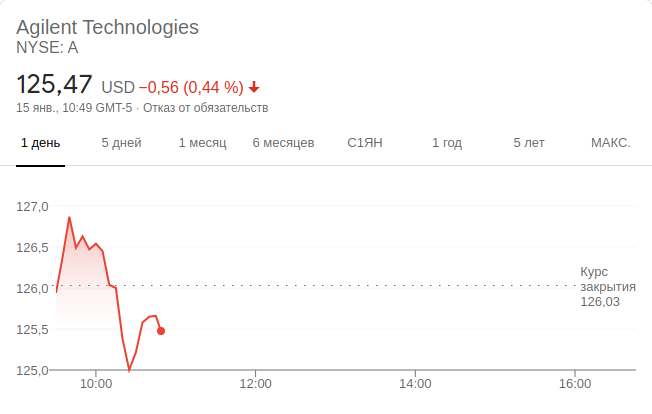 Agilent Technologies
NYSE: A
125,47 USD −0,56 (0,44 %)
15 янв., 10:49 GMT-5 · Отказ от обязательств
1 день 5 дней 1 месяц 6 месяцев С1ЯН 1 год 5 лет МАКС.
127,0
126,5
126,0
125,5
125,0
Курс
закрытия
126,03
10:00 12:00 14:00 16:00